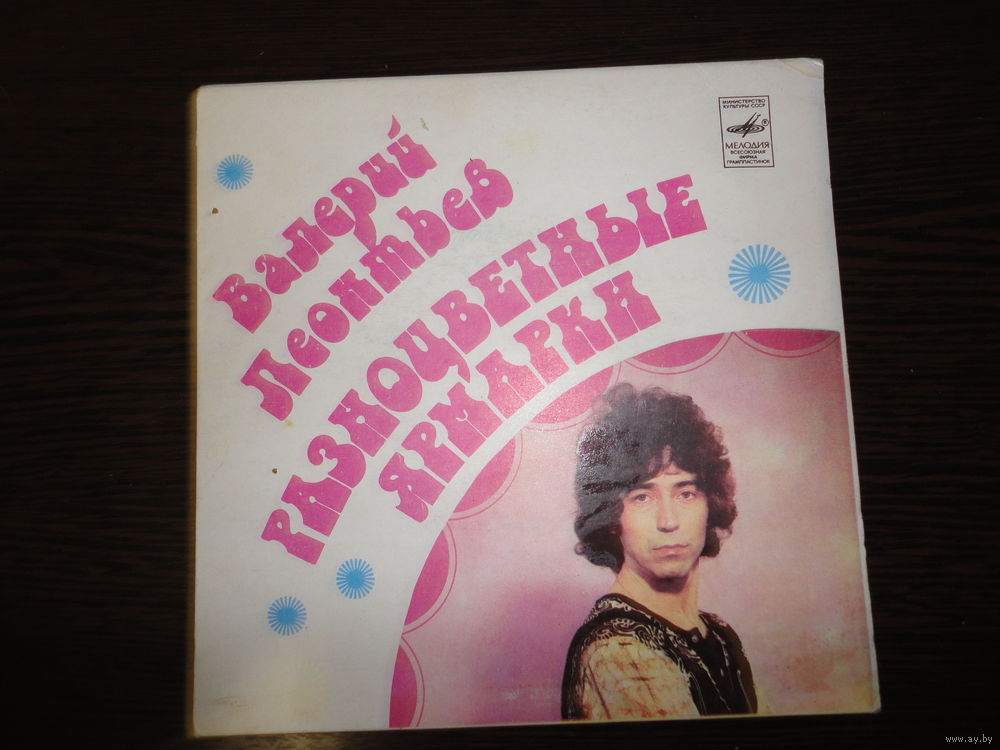 Валерий
Леонтьев
РАЗНОЦВЕТНЫЕ
ЯРМАРКИ
МИНИСТЕРСТВО
КУЛЬТУРЫ СССР
МЕЛОДИЯ
ВСЕСОЮЗНАЯ
ФИРМА
ГРАМПЛАСТИНОК
www.ay.by